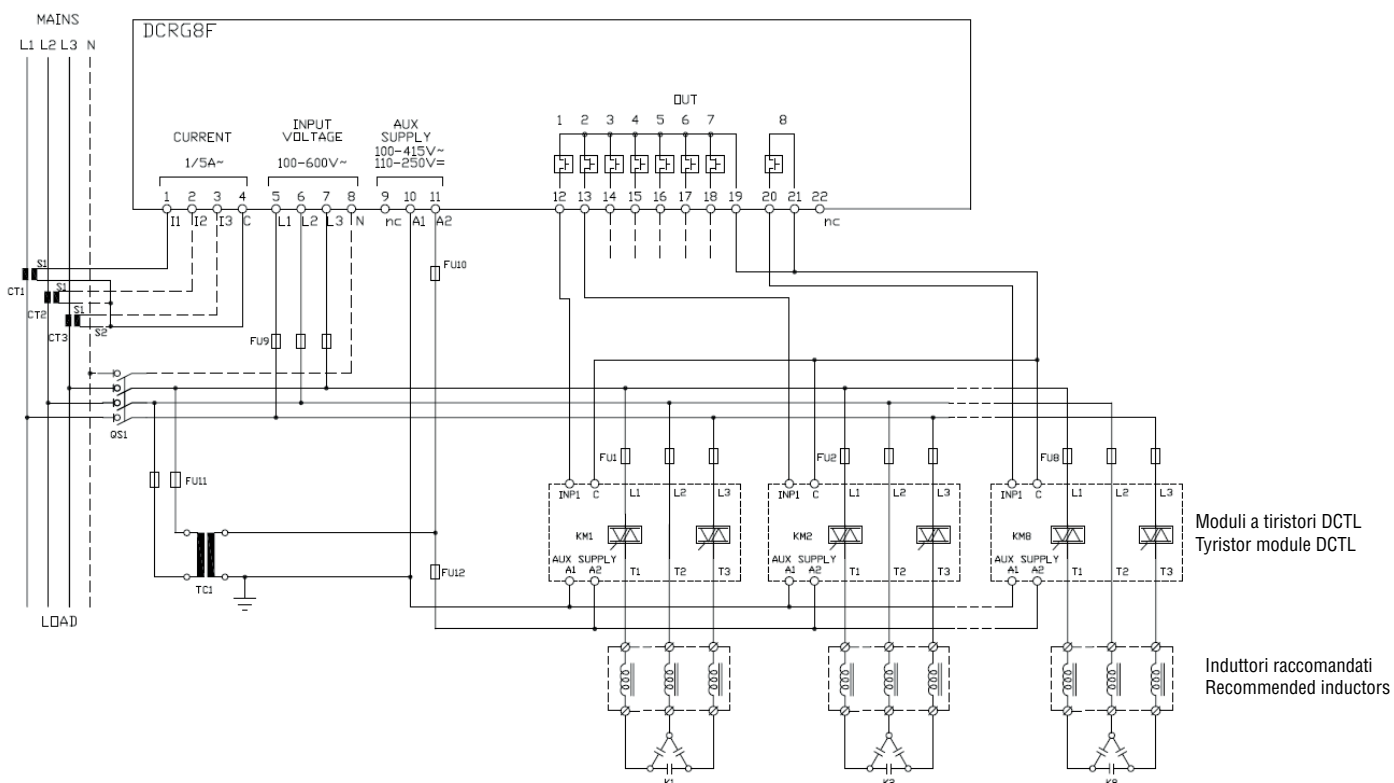 MAINS
L1 L2 L3 N
DCRG8F
OUT
CURRENT
1/5A~
INPUT
VOLTAGE
100-600V~
AUX
SUPPLY
100-415V~
110-250V=
1 2 3 4 5 6 7 8
1 2 3 4 5 6 7 8 9 10 11 12 13 14 15 16 17 18 19 20 21 22
I1 I2 I3 C L1 L2 L3 N nc A1 A2 nc
S1
CT1
S1
CT2
S1
CT3
S2
FU10
FU9
QS1
FU11
TC1
FU12
LOAD
FU1 FU2 FU8
INP1 C L1 L2 L3 INP1 C L1 L2 L3 INP1 C L1 L2 L3
KM1 KM2 KM8
AUX SUPPLY AUX SUPPLY AUX SUPPLY
A1 A2 T1 T2 T3 A1 A2 T1 T2 T3 A1 A2 T1 T2 T3
Moduli a tiristori DCTL
Tyristor module DCTL
Induttori raccomandati
Recommended inductors
K1